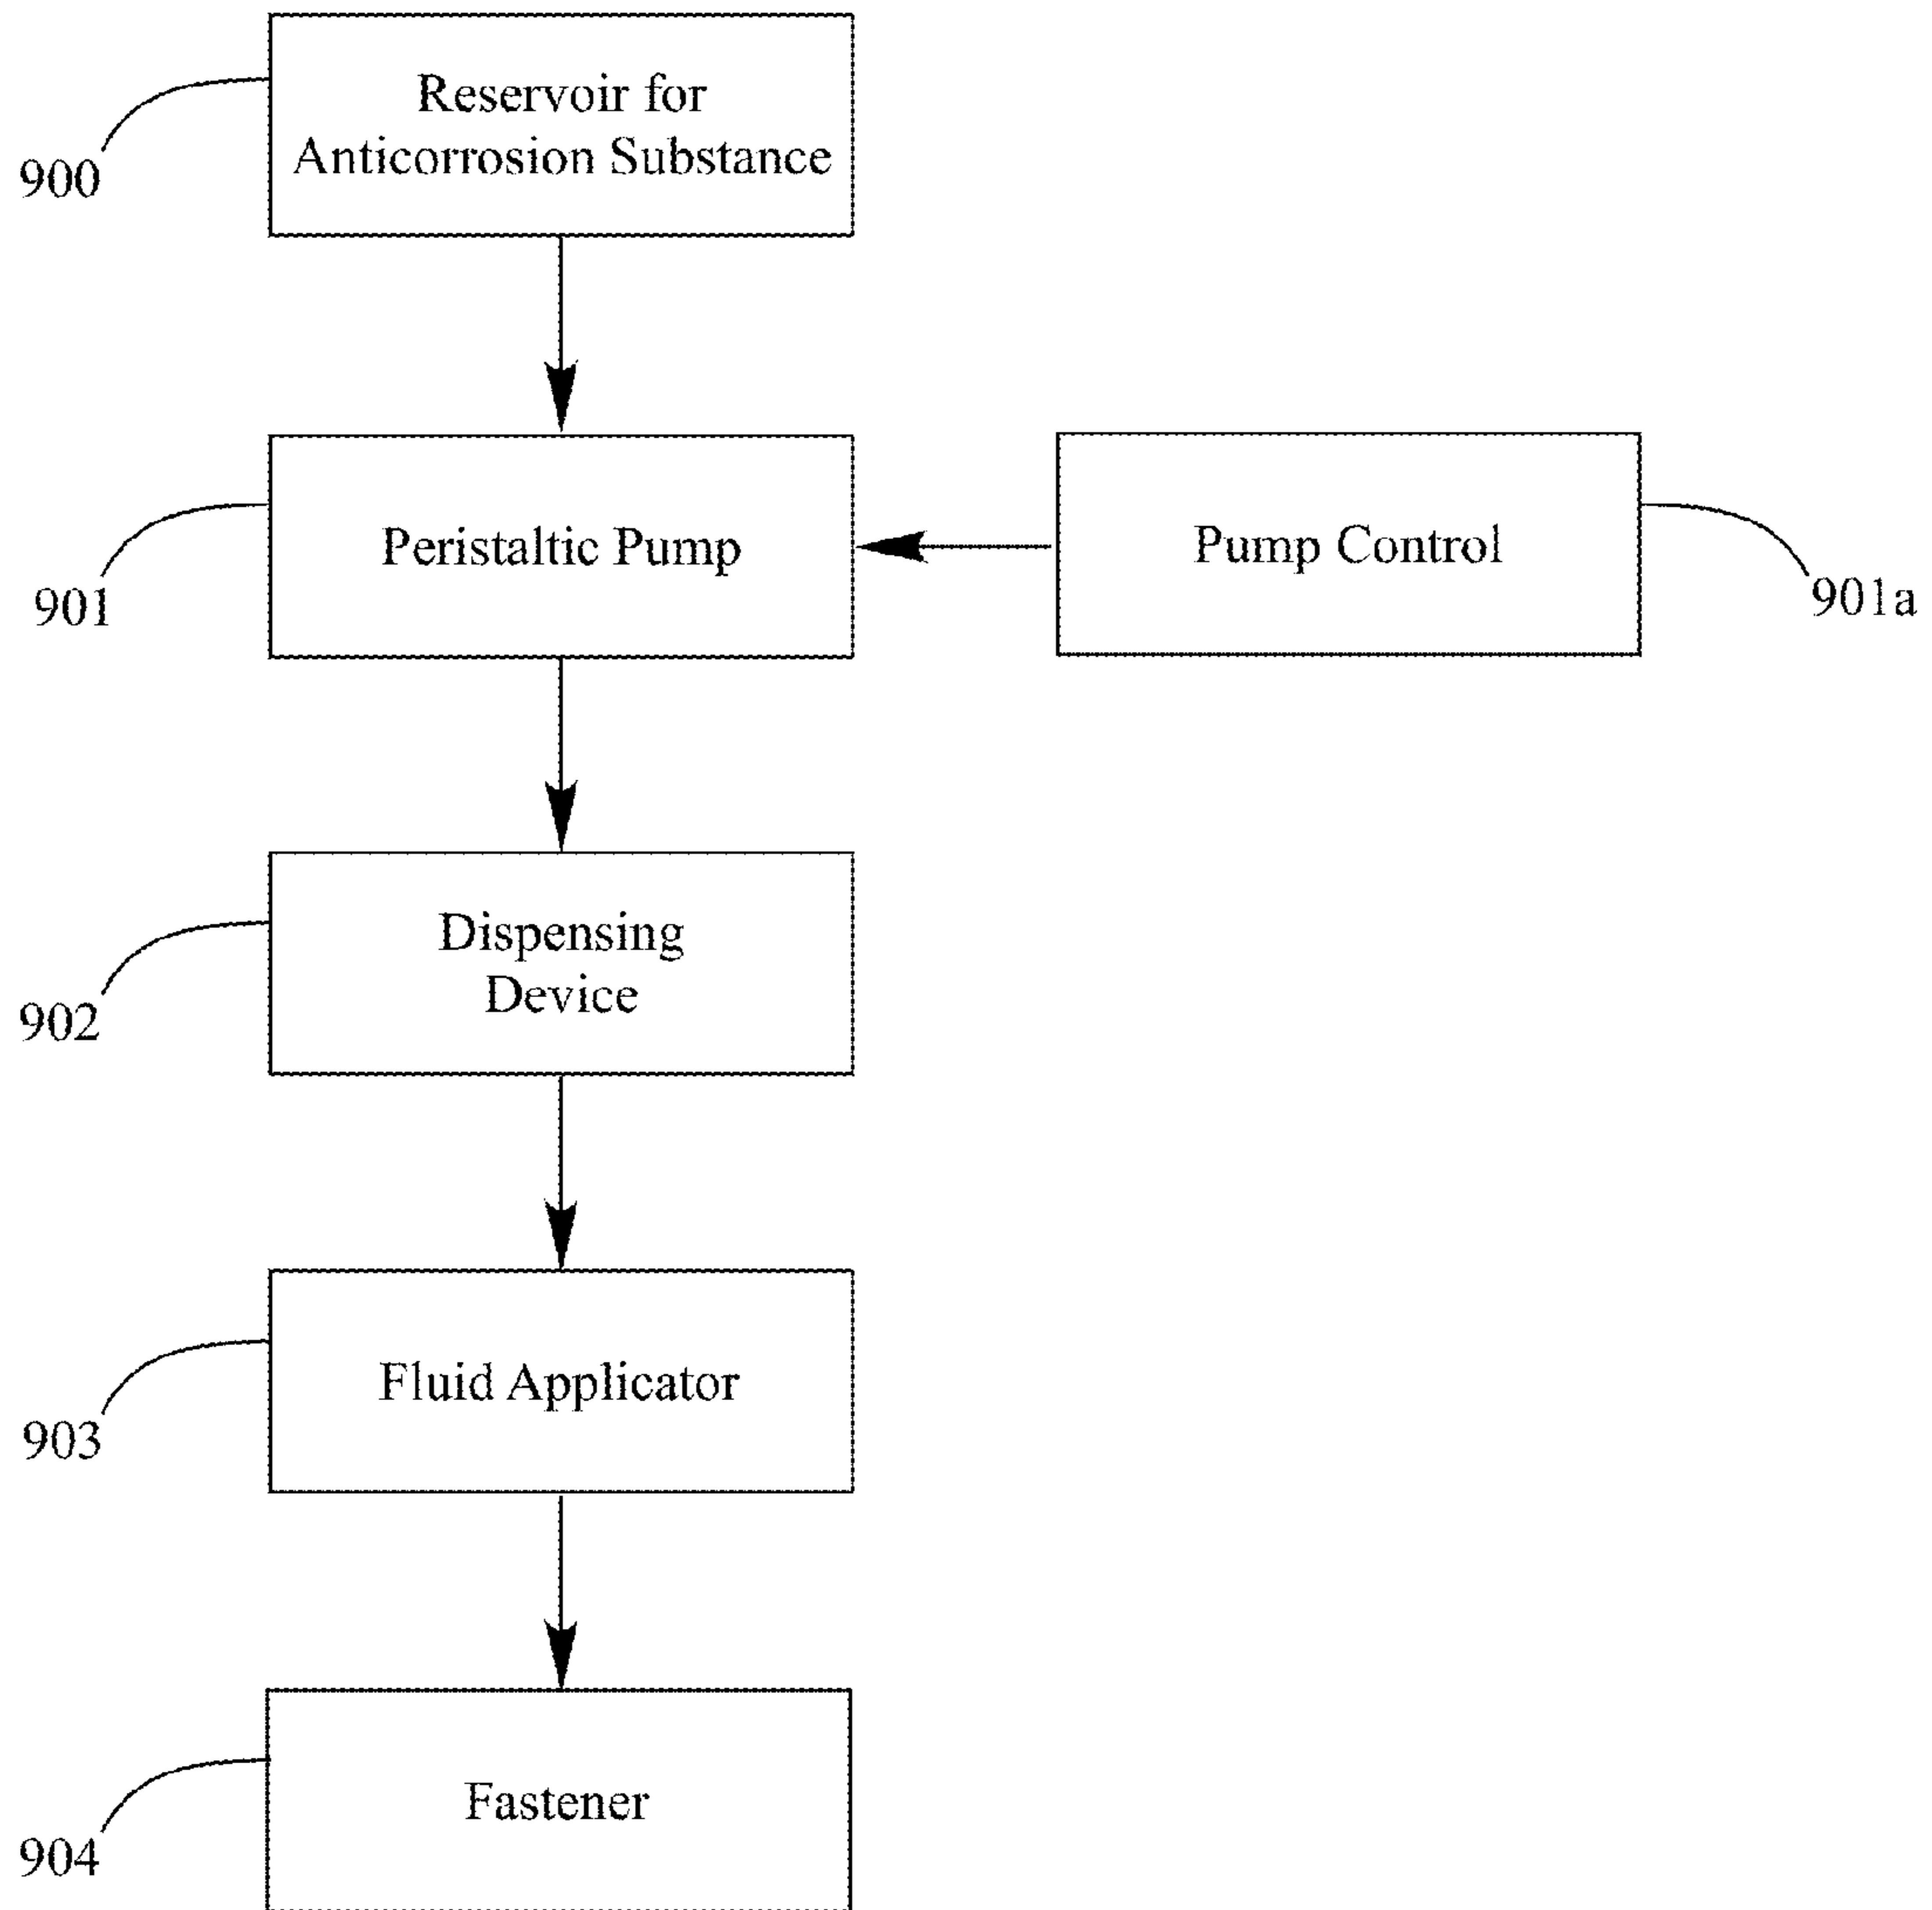 Reservoir for
Anticorrosion Substance
900
Peristaltic Pump
Pump Control
901
901a
Dispensing
Device
902
Fluid Applicator
903
Fastener
904